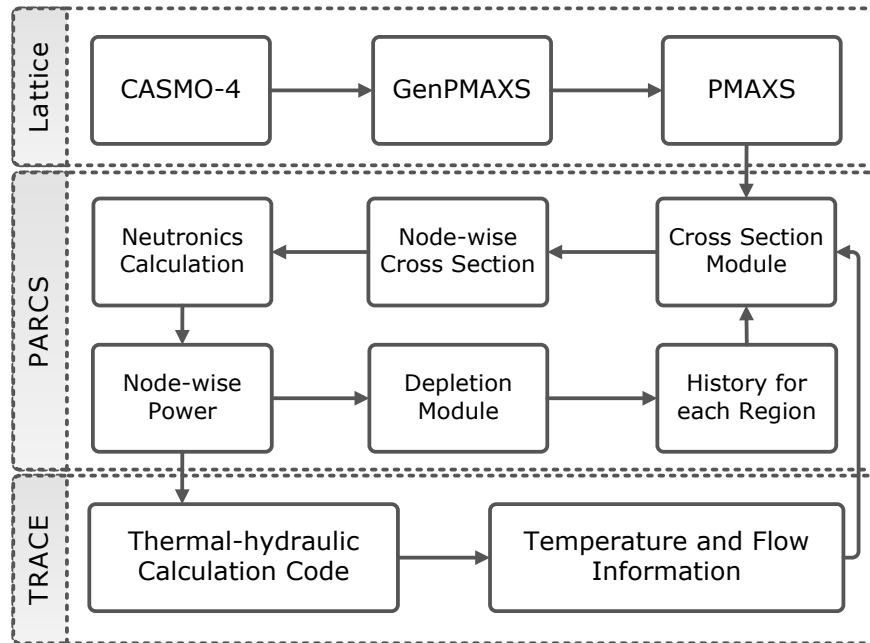 Lattice
CASMO-4
GenPMAXS
PMAXS
PARCS
Neutronics
Calculation
Node-wise
Cross Section
Cross Section
Module
Node-wise
Power
Depletion
Module
History for
each Region
TRACE
Thermal-hydraulic
Calculation Code
Temperature and Flow
Information